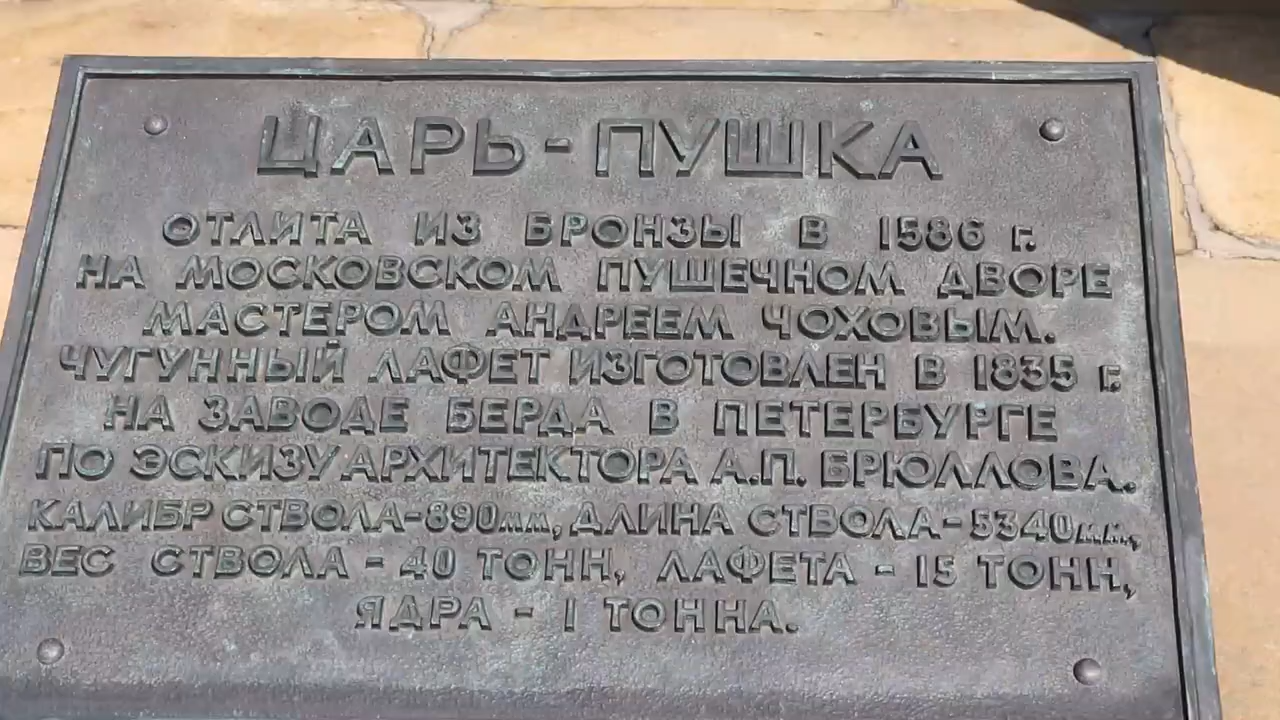 ЦАРЬ-ПУШКА
ОТЛИТА ИЗ БРОНЗЫ В 1586 г.
НА МОСКОВСКОМ ПУШЕЧНОМ ДВОРЕ
МАСТЕРОМ АНДРЕЕМ ЧОХОВЫМ.
ЧУГУННЫЙ ЛАФЕТ ИЗГОТОВЛЕН В 1835 г.
НА ЗАВОДЕ БЕРДА В ПЕТЕРБУРГЕ
ПО ЭСКИЗУ АРХИТЕКТОРА А.П. БРЮЛЛОВА.
КАЛИБР СТВОЛА-890мм, ДЛИНА СТВОЛА-5340м.м.,
ВЕС СТВОЛА - 40 ТОНН, ЛАФЕТА - 15 ТОНН,
ЯДРА - 1 ТОННА.